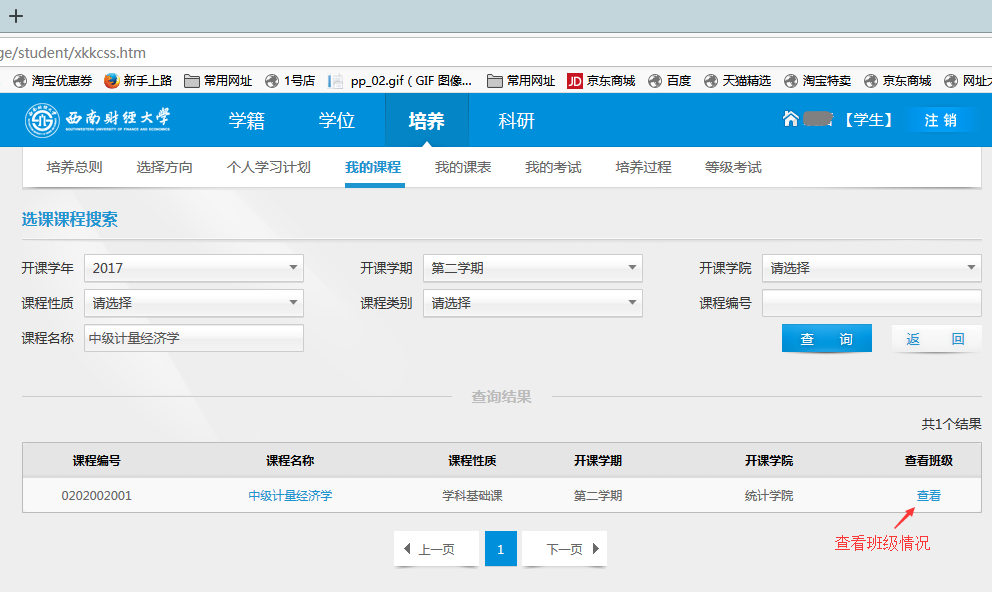 +
ge/student/xkkcss.htm
淘宝优惠券 新手上路 常用网址 1号店 pp_02.gif ( GIF 图像... 常用网址 JD 京东商城 百度 天猫精选 淘宝特卖 京东商城 网址大
西南财经大学 学籍 学位 培养 科研 【学生】 注 销
SOUTHWESTERN UNIVERSITY OF FINANCE AND ECONOMICS
培养总则 选择方向 个人学习计划 我的课程 我的课表 我的考试 培养过程 等级考试
选课课程搜索
开课学年 2017 开课学期 第二学期 开课学院 请选择
课程性质 请选择 课程类别 请选择 课程编号
课程名称 中级计量经济学 查 询 返 回
查询结果
共1个结果
课程编号 课程名称 课程性质 开课学期 开课学院 查看班级
0202002001 中级计量经济学 学科基础课 第二学期 统计学院 查看
查看班级情况
上一页 1 下一页